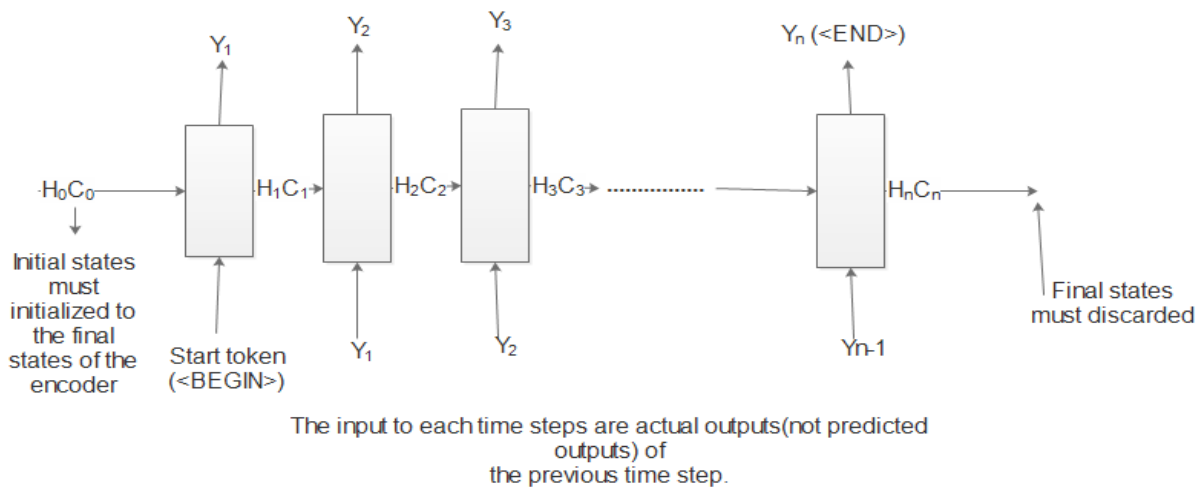 Y₁
Y₂
Y₃
Yₙ (<END>)
H₀C₀
H₁C₁
H₂C₂
H₃C₃
................
HₙCₙ
Initial states
must
initialized to
the final
states of the
encoder
Start token
(<BEGIN>)
Y₁
Y₂
Yn-1
Final states
must discarded
The input to each time steps are actual outputs(not predicted
outputs) of
the previous time step.